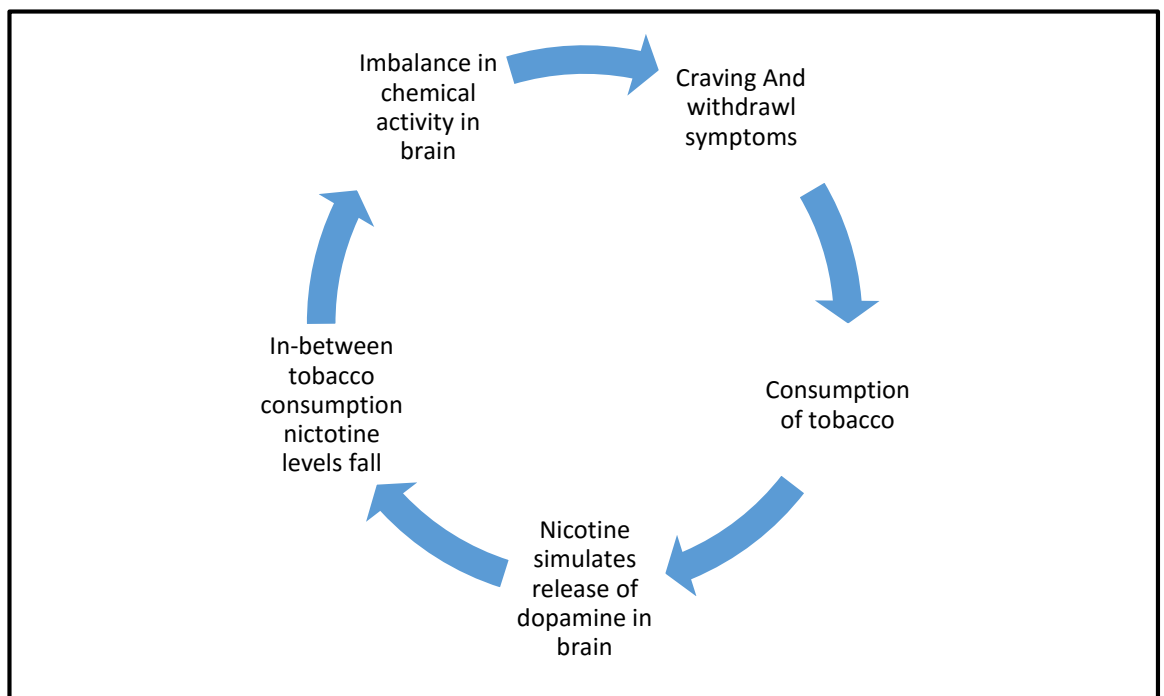 Imbalance in
chemical
activity in
brain
Craving And
withdrawl
symptoms
Consumption
of tobacco
Nicotine
simulates
release of
dopamine in
brain
In-between
tobacco
consumption
nictotine
levels fall